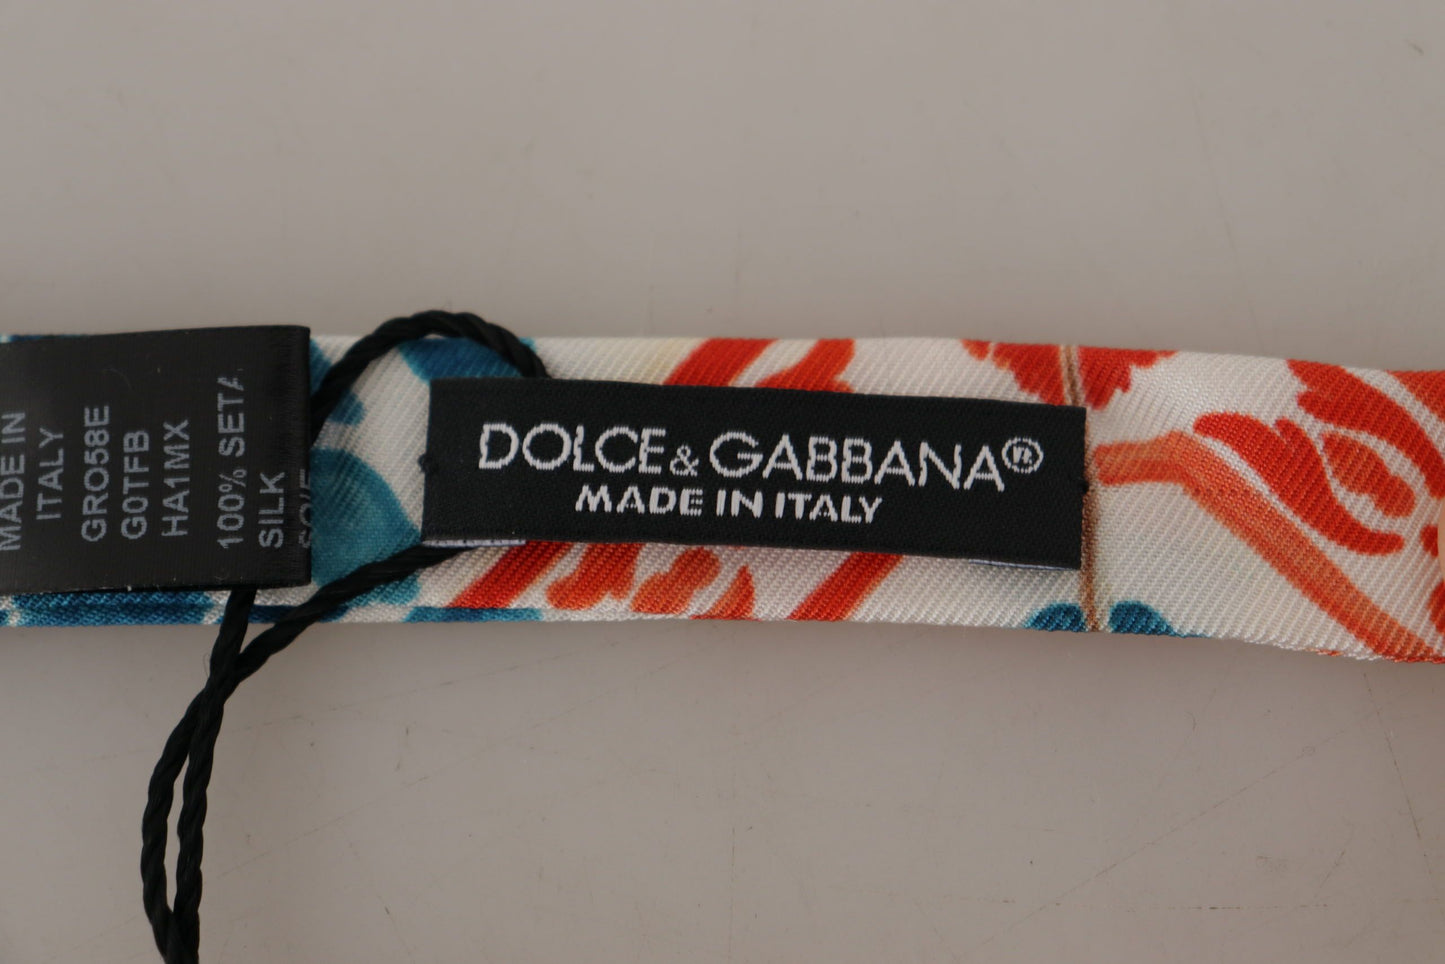 MADE IN
ITALY
GRO58E
G0TFB
HA1MX
100% SETA
SILK
DOLCE & GABBANA®
MADE IN ITALY